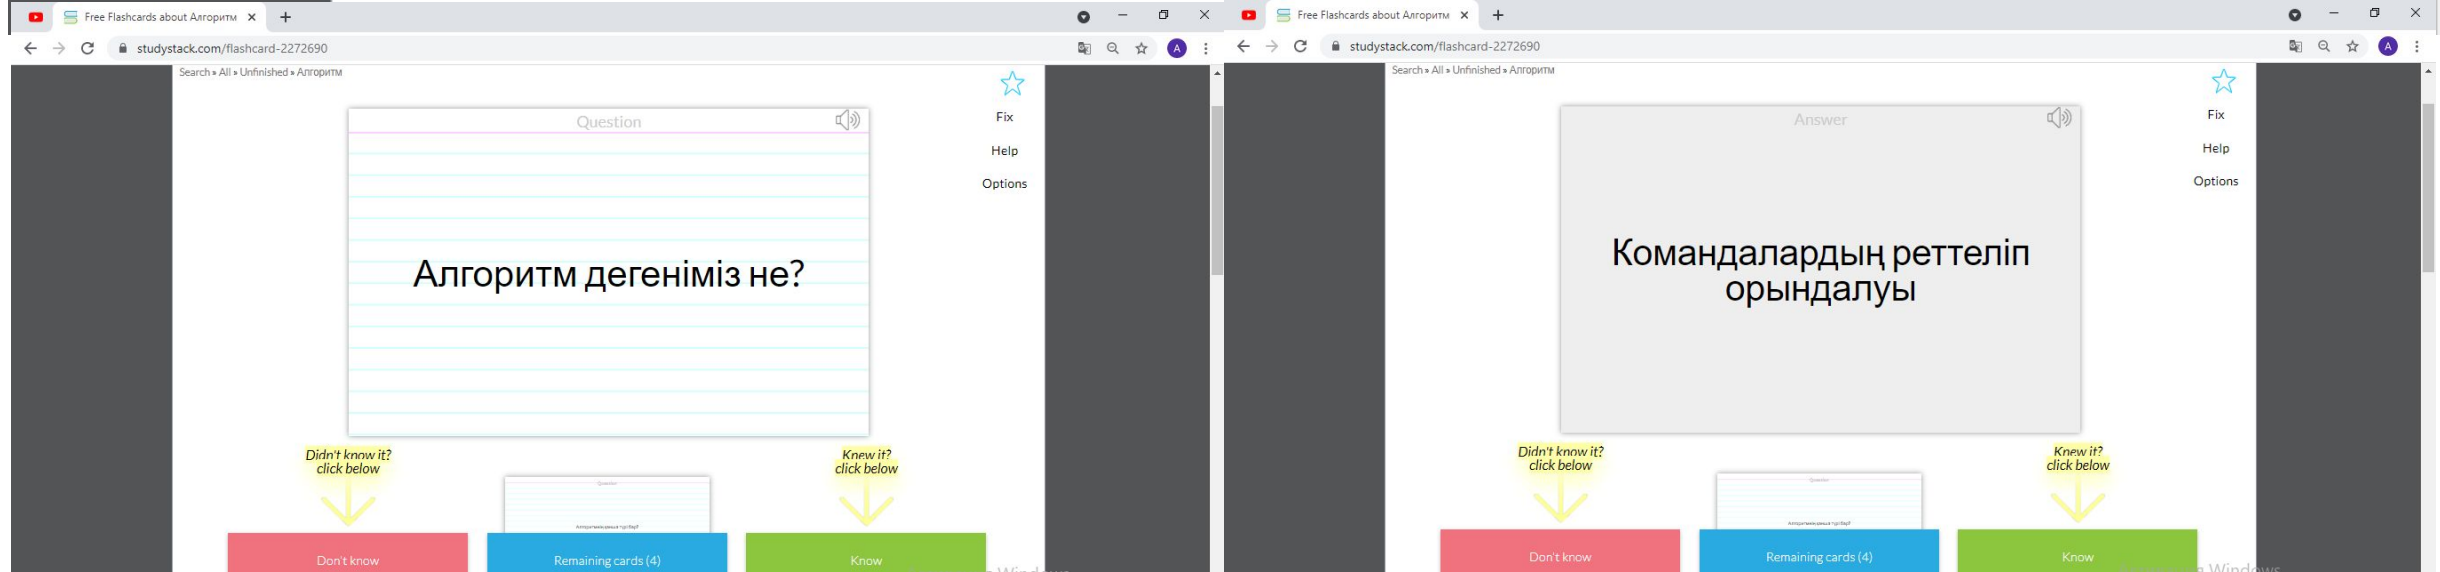 Free Flashcards about Алгоритм
studystack.com/flashcard-2272690
A
Search » All » Unfinished » Алгоритм
Question
Fix
Help
Options
Алгоритм дегеніміз не?
Didn't know it?
click below
Knew it?
click below
Question
Don't know
Remaining cards (4)
Know
Free Flashcards about Алгоритм
studystack.com/flashcard-2272690
A
Search » All » Unfinished » Алгоритм
Answer
Fix
Help
Options
Командалардың реттеліп
орындалуы
Didn't know it?
click below
Knew it?
click below
Question
Don't know
Remaining cards (4)
Know
Windows